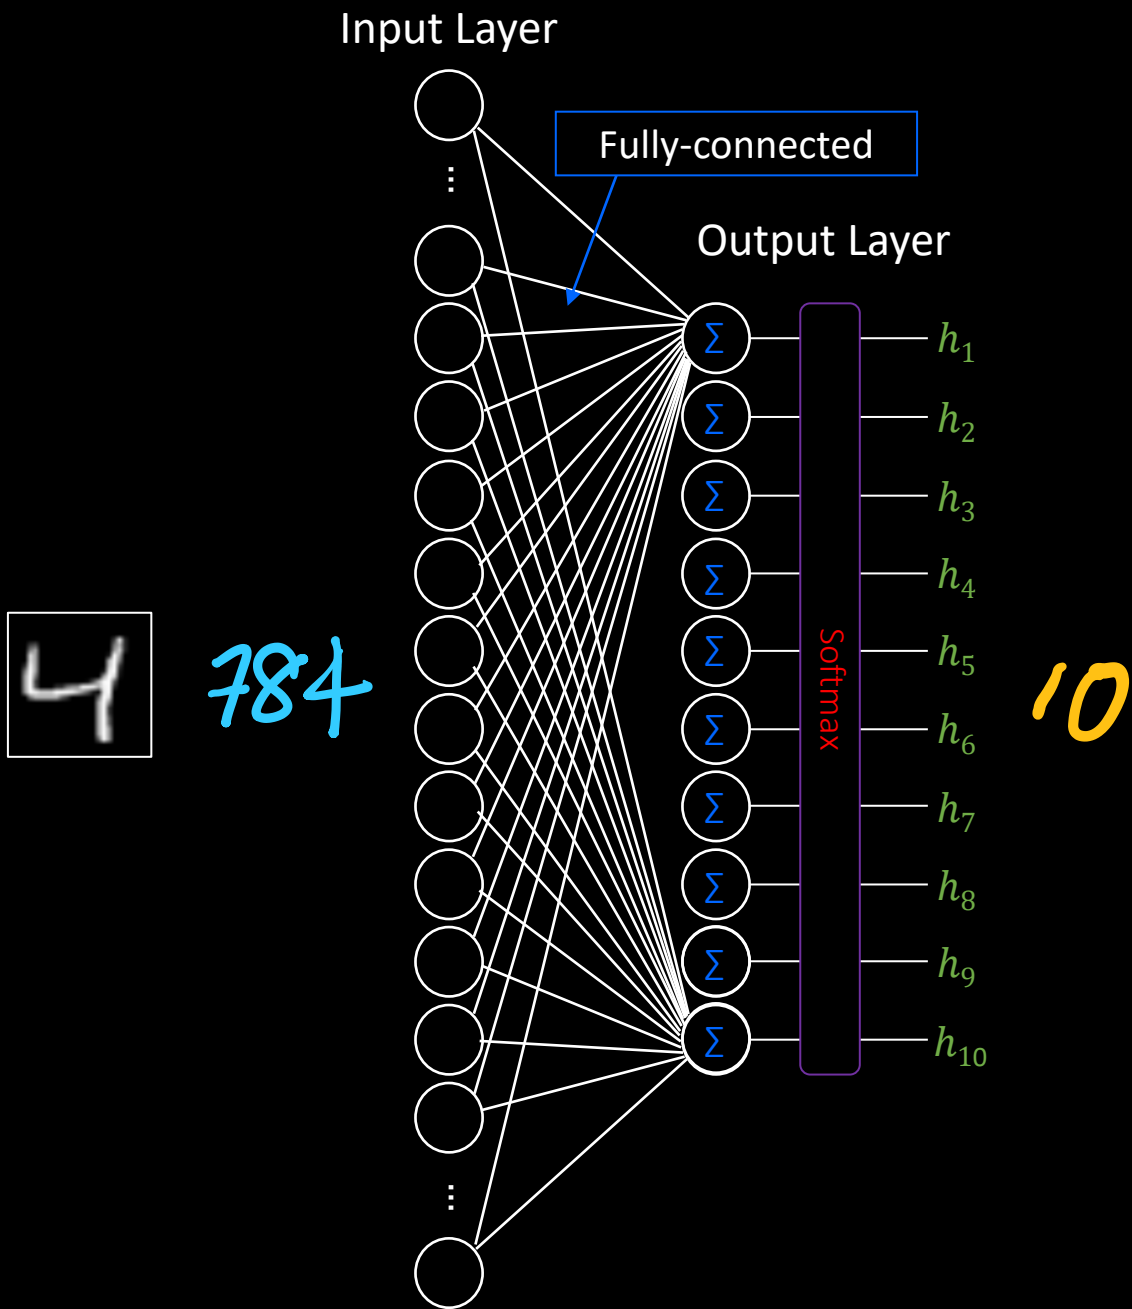 Input Layer
⋮
Fully-connected
Output Layer
Σ h₁
Σ h₂
Σ h₃
Σ h₄
4
784
Softmax
Σ h₅
10
Σ h₆
Σ h₇
Σ h₈
Σ h₉
Σ h₁₀
⋮